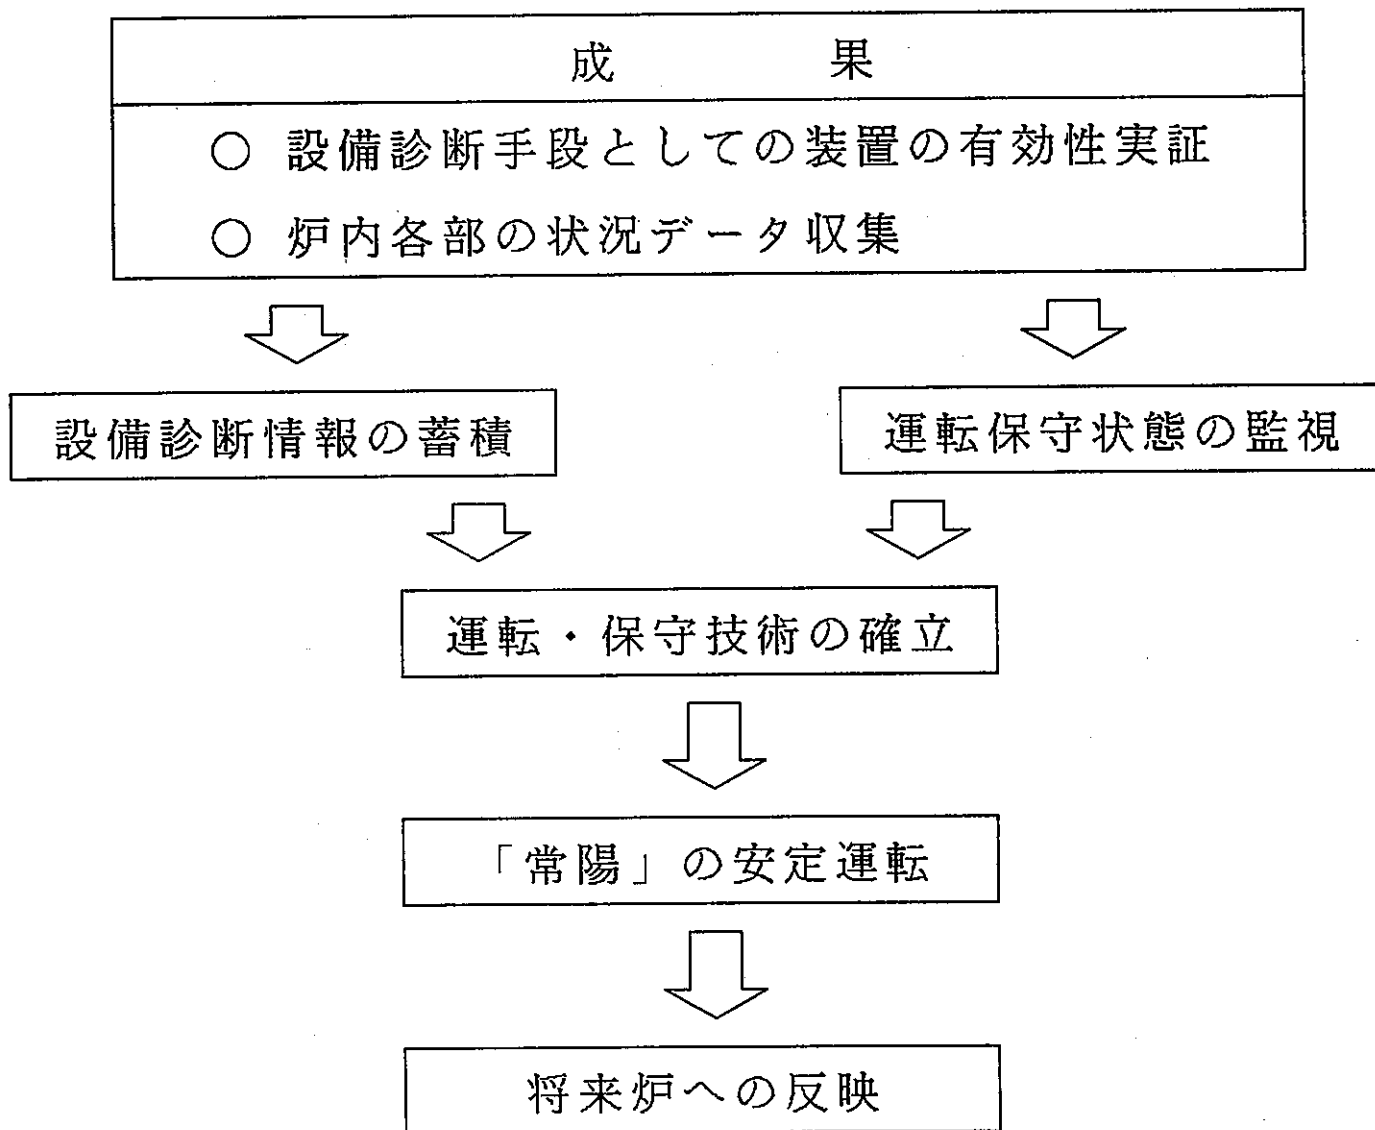 成果
○ 設備診断手段としての装置の有効性実証
○ 炉内各部の状況データ収集
設備診断情報の蓄積
運転保守状態の監視
運転・保守技術の確立
「常陽」の安定運転
将来炉への反映